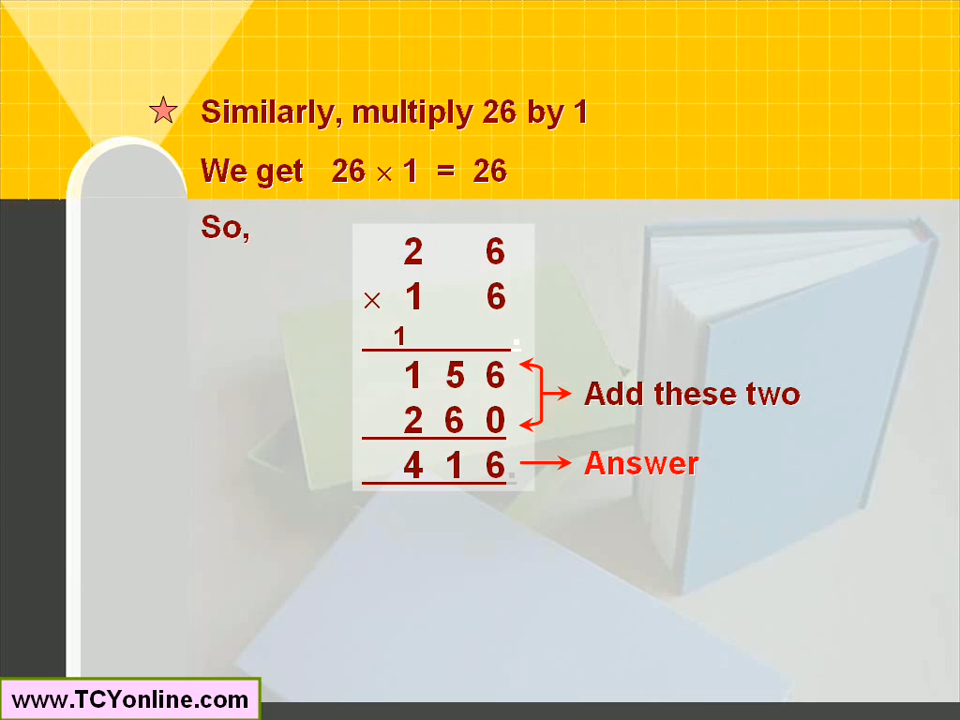 Similarly, multiply 26 by 1
We get 26 × 1 = 26
So,
2 6
× 1 6
1 .
1 5 6
Add these two
2 6 0
4 1 6 .
Answer
www.TCYonline.com